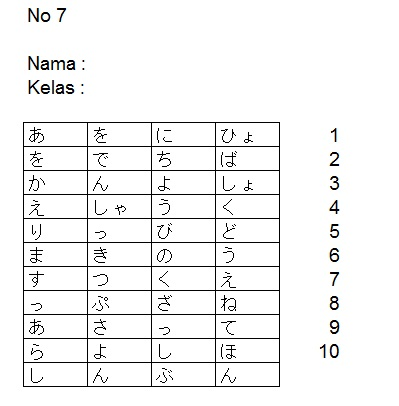 No 7
Nama :
Kelas :
あ を に ひょ 1
を で ち ば 2
か ん よ しょ 3
え しゃ う く 4
り っ び ど 5
ま き の う 6
す つ く え 7
っ ぷ ざ ね 8
あ さ っ て 9
ら よ し ほ 10
し ん ぶ ん